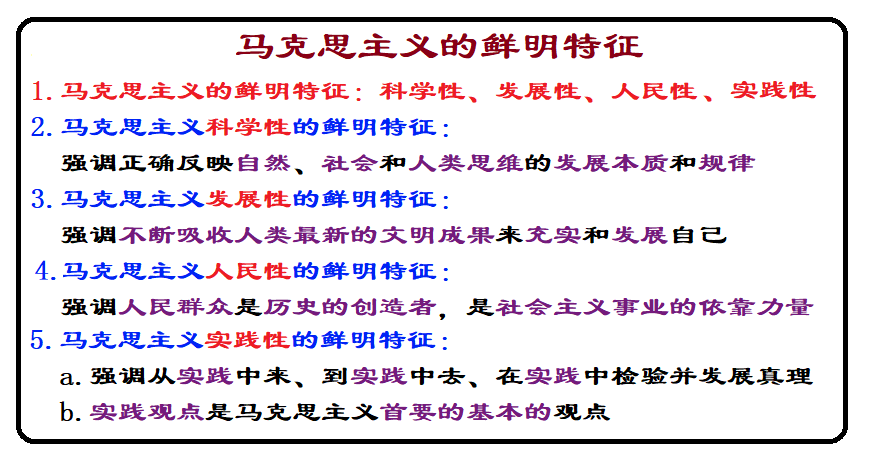 马克思主义的鲜明特征
1.马克思主义的鲜明特征：科学性、发展性、人民性、实践性
2.马克思主义科学性的鲜明特征：
强调正确反映自然、社会和人类思维的发展本质和规律
3.马克思主义发展性的鲜明特征：
强调不断吸收人类最新的文明成果来充实和发展自己
4.马克思主义人民性的鲜明特征：
强调人民群众是历史的创造者，是社会主义事业的依靠力量
5.马克思主义实践性的鲜明特征：
a.强调从实践中来、到实践中去、在实践中检验并发展真理
b.实践观点是马克思主义首要的基本的观点